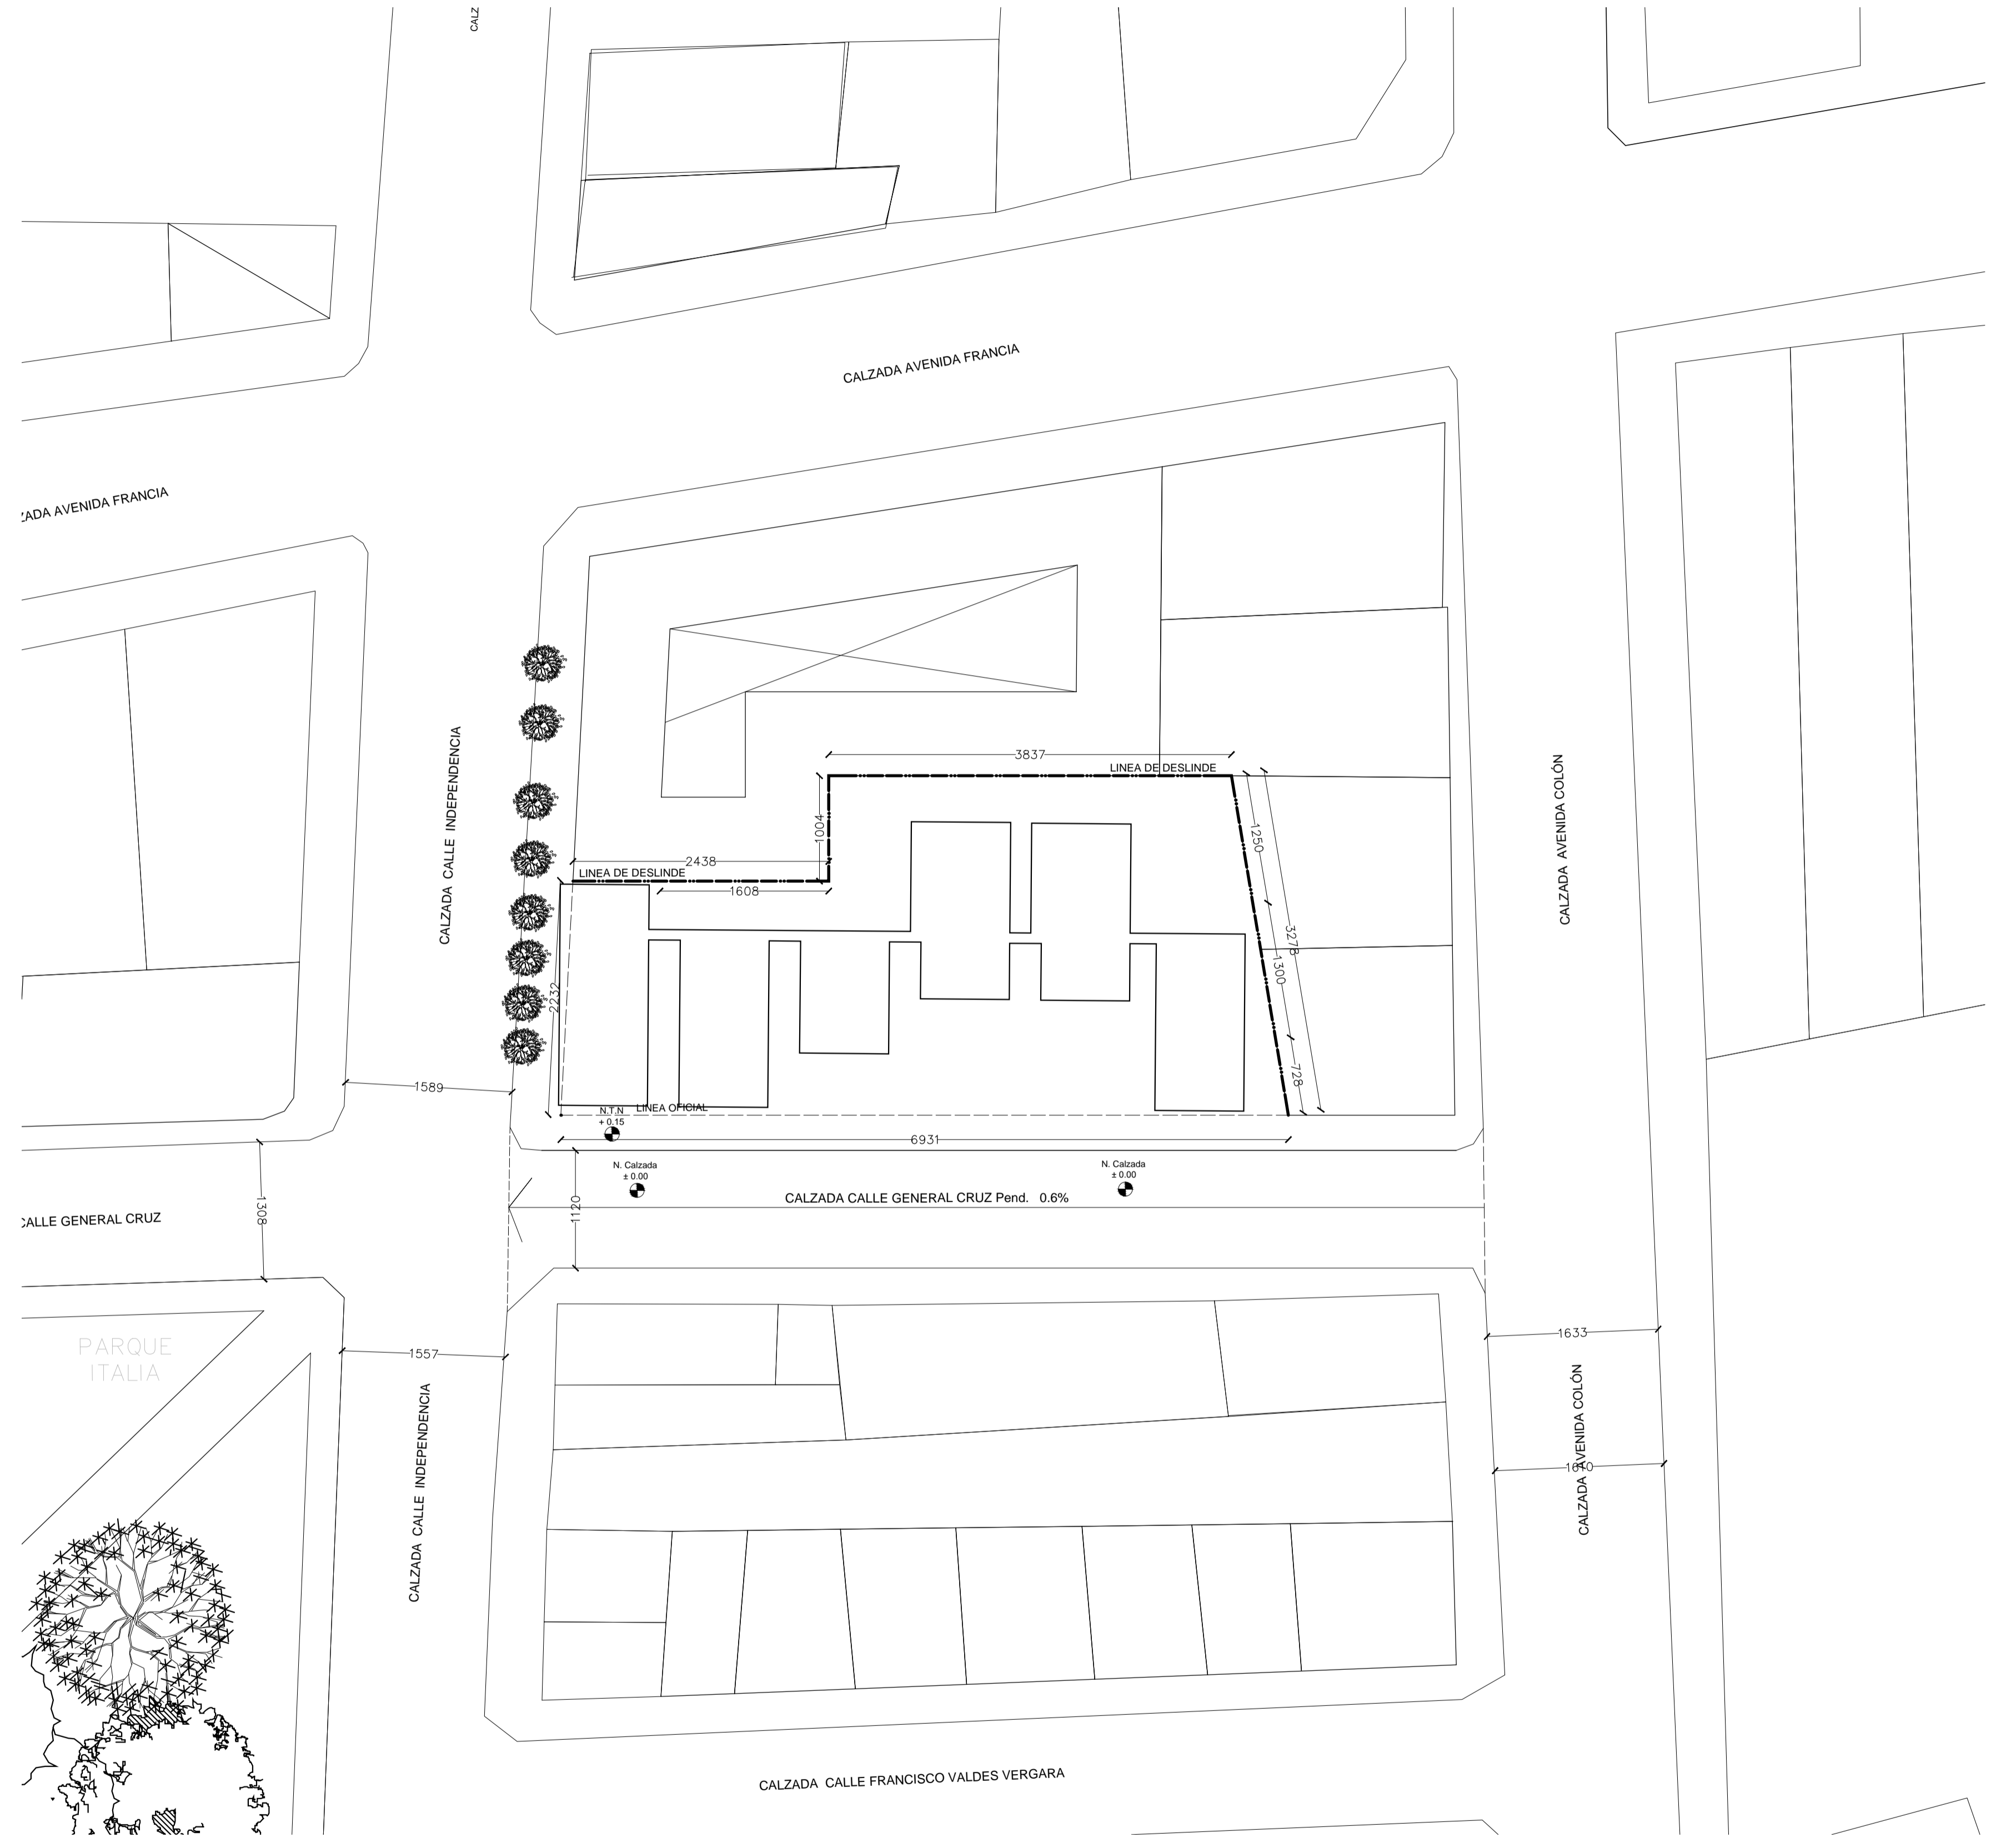 CALZ
CALZADA AVENIDA FRANCIA
ZADA AVENIDA FRANCIA
CALZADA CALLE INDEPENDENCIA
CALZADA AVENIDA COLÓN
3837
LINEA DE DESLINDE
1004
2438
LINEA DE DESLINDE
1608
1250
3278
1300
728
2232
1589
N.T.N
+ 0.15
LINEA OFICIAL
6931
N. Calzada
± 0.00
N. Calzada
± 0.00
CALZADA CALLE GENERAL CRUZ Pend. 0.6%
1120
1308
CALLE GENERAL CRUZ
PARQUE
ITALIA
1557
1633
1610
CALZADA CALLE INDEPENDENCIA
CALZADA AVENIDA COLÓN
CALZADA CALLE FRANCISCO VALDES VERGARA